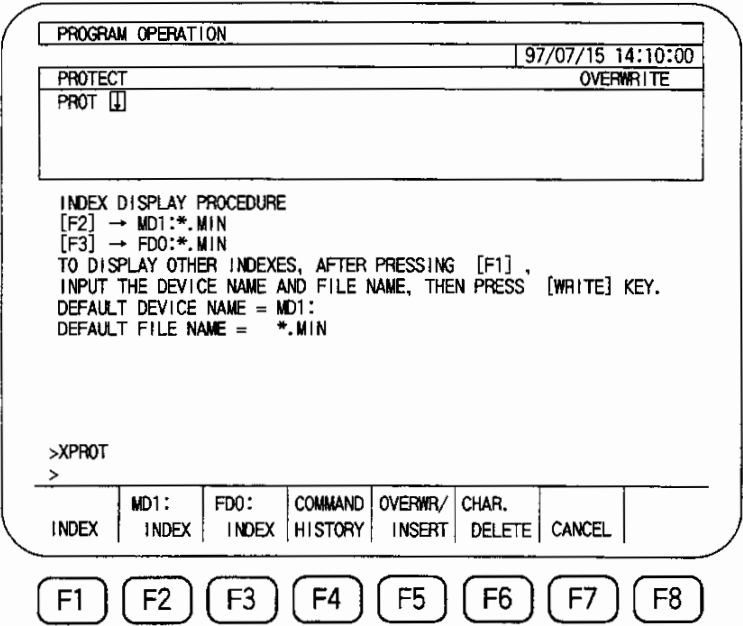 PROGRAM OPERATION
97/07/15 14:10:00
PROTECT OVERWRITE
PROT ↓
INDEX DISPLAY PROCEDURE
[F2] → MD1:*.MIN
[F3] → FD0:*.MIN
TO DISPLAY OTHER INDEXES, AFTER PRESSING [F1] ,
INPUT THE DEVICE NAME AND FILE NAME, THEN PRESS [WRITE] KEY.
DEFAULT DEVICE NAME = MD1:
DEFAULT FILE NAME = *.MIN
>XPROT
>
MD1: FD0: COMMAND OVERWR/ CHAR.
INDEX INDEX INDEX HISTORY INSERT DELETE CANCEL
F1 F2 F3 F4 F5 F6 F7 F8